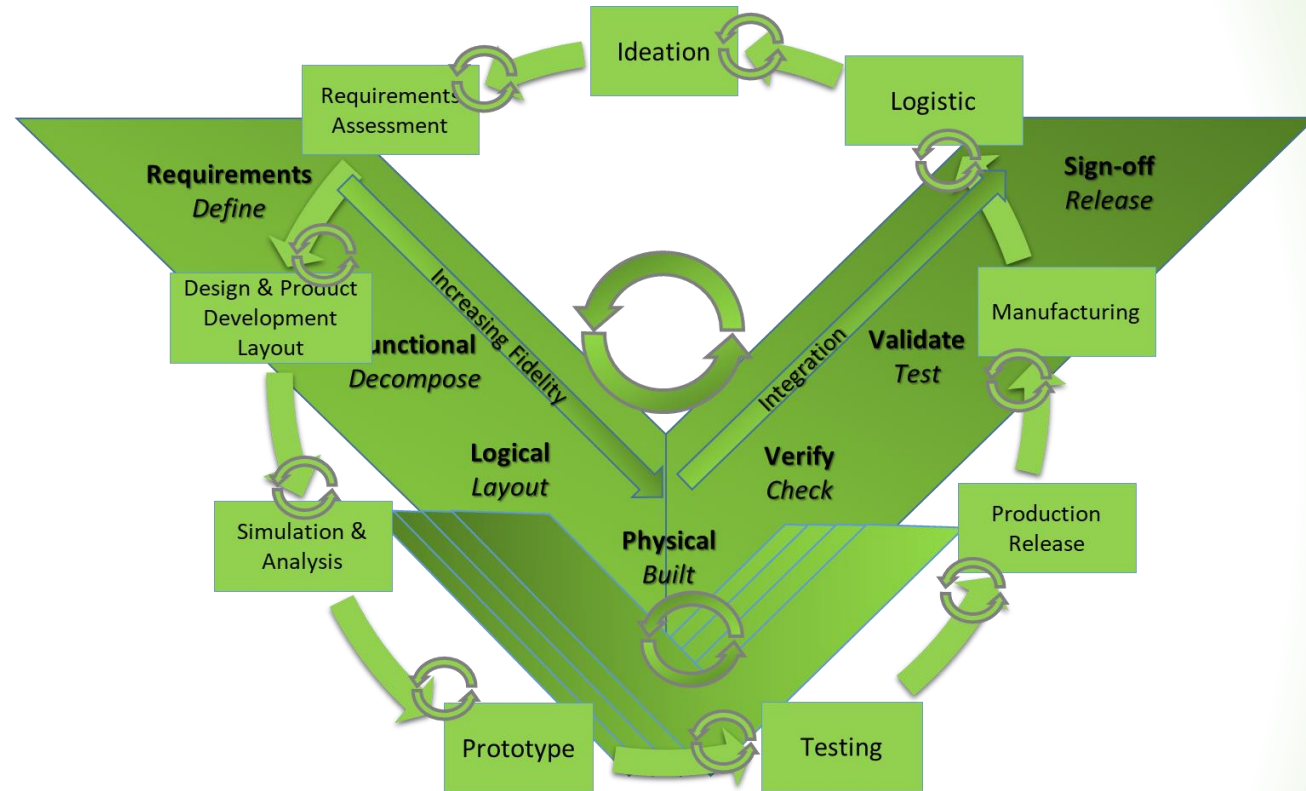 Ideation
Requirements
Assessment
Logistic
Requirements
Define
Sign-off
Release
Design & Product
Development
Layout
Increasing Fidelity
Integration
Manufacturing
unctional
Decompose
Validate
Test
Logical
Layout
Verify
Check
Simulation &
Analysis
Physical
Built
Production
Release
Prototype
Testing